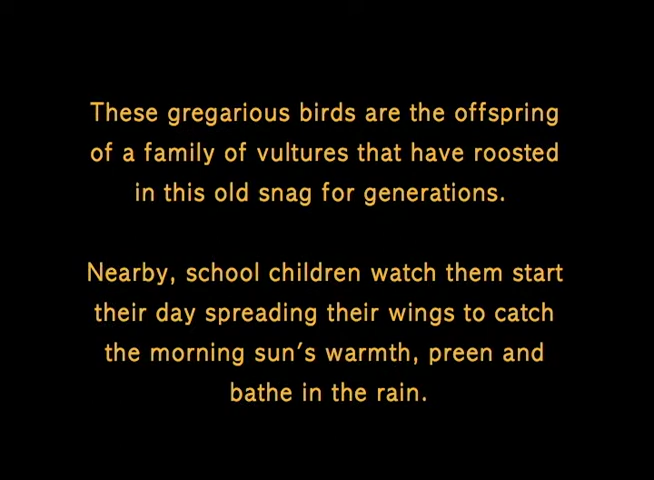 These gregarious birds are the offspring
of a family of vultures that have roosted
in this old snag for generations.
Nearby, school children watch them start
their day spreading their wings to catch
the morning sun's warmth, preen and
bathe in the rain.